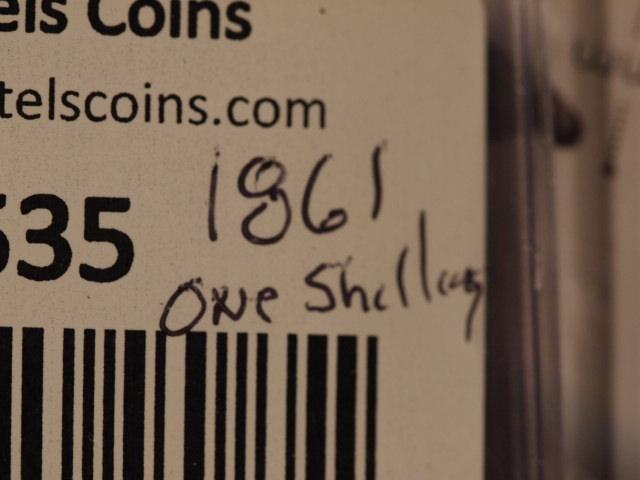 els Coins
telscoins.com
535
1861
One Shilling